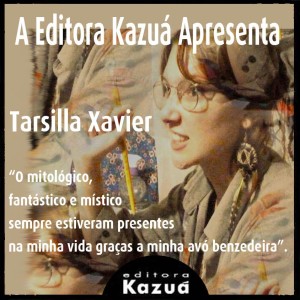 A Editora Kazuá Apresenta
Tarsilla Xavier
“O mitológico,
fantástico e místico
sempre estiveram presentes
na minha vida graças a minha avó benzedeira”.
editora
Kazuá